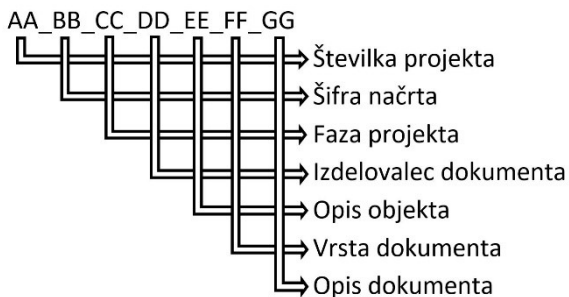 AA_BB_CC_DD_EE_FF_GG
Številka projekta
Šifra načrta
Faza projekta
Izdelovalec dokumenta
Opis objekta
Vrsta dokumenta
Opis dokumenta